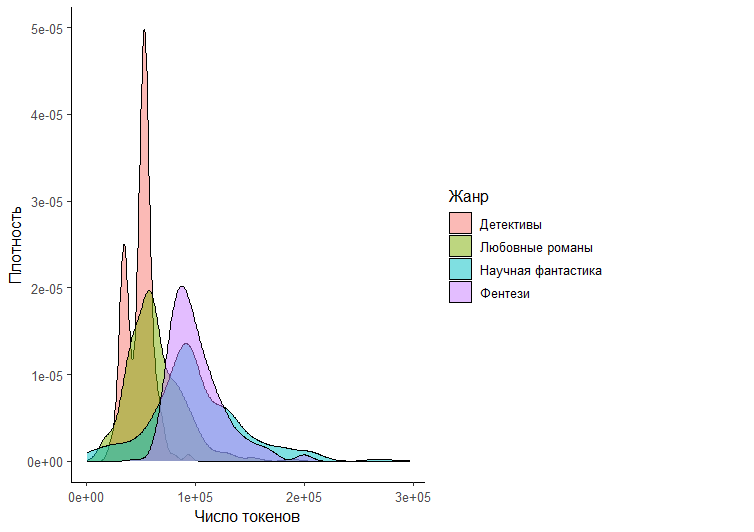 5e-05
4e-05
3e-05
2e-05
1e-05
0e+00
Плотность
0e+00 1e+05 2e+05 3e+05
Число токенов
Жанр
Детективы
Любовные романы
Научная фантастика
Фентези